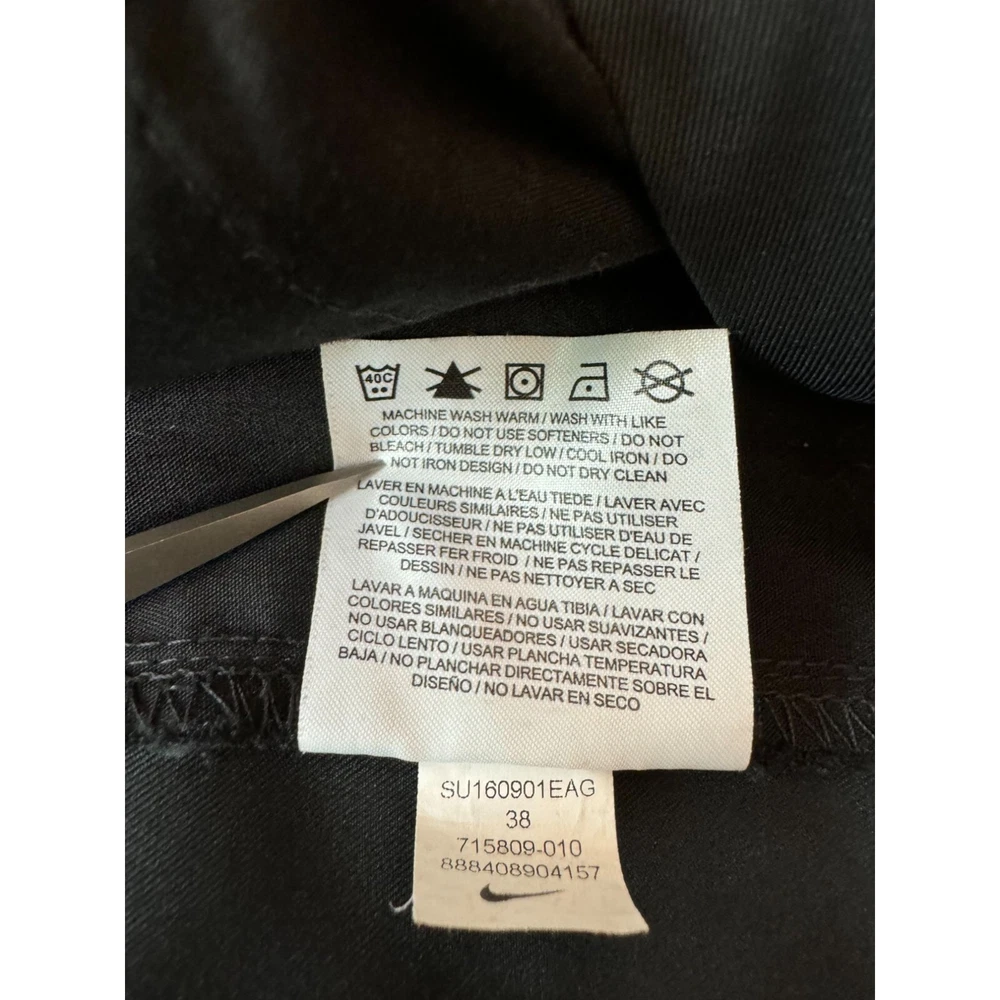 40C
MACHINE WASH WARM / WASH WITH LIKE
COLORS / DO NOT USE SOFTENERS / DO NOT
BLEACH / TUMBLE DRY LOW / COOL IRON / DO
NOT IRON DESIGN / DO NOT DRY CLEAN
LAVER EN MACHINE A L'EAU TIEDE / LAVER AVEC
COULEURS SIMILAIRES / NE PAS UTILISER
D'ADOUCISSEUR / NE PAS UTILISER D'EAU DE
JAVEL / SECHER EN MACHINE CYCLE DELICAT /
REPASSER FER FROID / NE PAS REPASSER LE
DESSIN / NE PAS NETTOYER A SEC
LAVAR A MAQUINA EN AGUA TIBIA / LAVAR CON
COLORES SIMILARES / NO USAR SUAVIZANTES /
NO USAR BLANQUEADORES / USAR SECADORA
CICLO LENTO / USAR PLANCHA TEMPERATURA
BAJA / NO PLANCHAR DIRECTAMENTE SOBRE EL
DISEÑO / NO LAVAR EN SECO
SU160901EAG
38
715809-010
888408904157